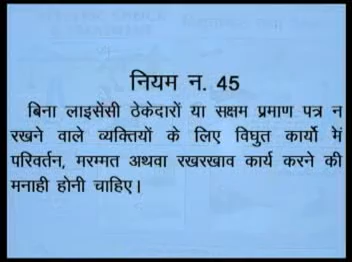 नियम न. 45
बिना लाइसेंसी ठेकेदारों या सक्षम प्रमाण पत्र न
रखने वाले व्यक्तियों के लिए विघुत कार्यो में
परिवर्तन, मरम्मत अथवा रखरखाव कार्य करने की
मनाही होनी चाहिए।